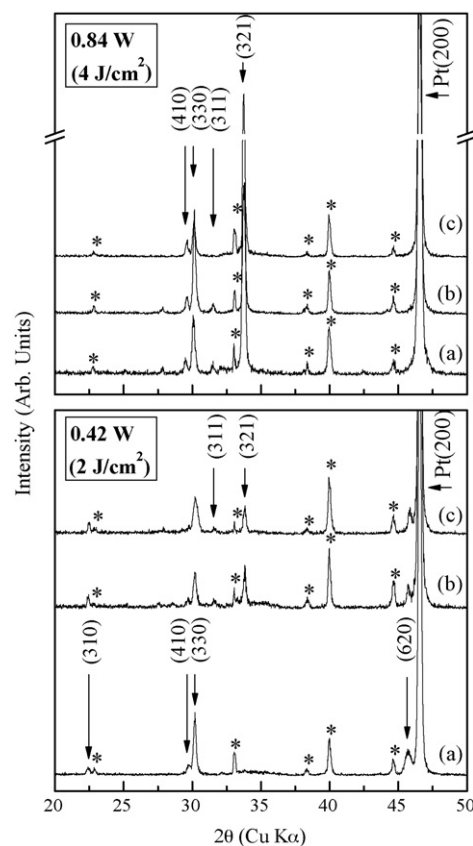 0.84 W
(4 J/cm²)
(410)
(330)
(311)
(321)
Pt(200)
*
*
*
*
*
(c)
*
(b)
*
*
*
*
*
(a)
*
*
*
*
*
0.42 W
(2 J/cm²)
(311)
(321)
Pt(200)
*
*
*
*
*
(c)
*
*
*
*
*
(b)
(310)
(410)
(330)
(620)
*
*
*
*
*
(a)
20 25 30 35 40 45 50
2θ (Cu Kα)
Intensity (Arb. Units)